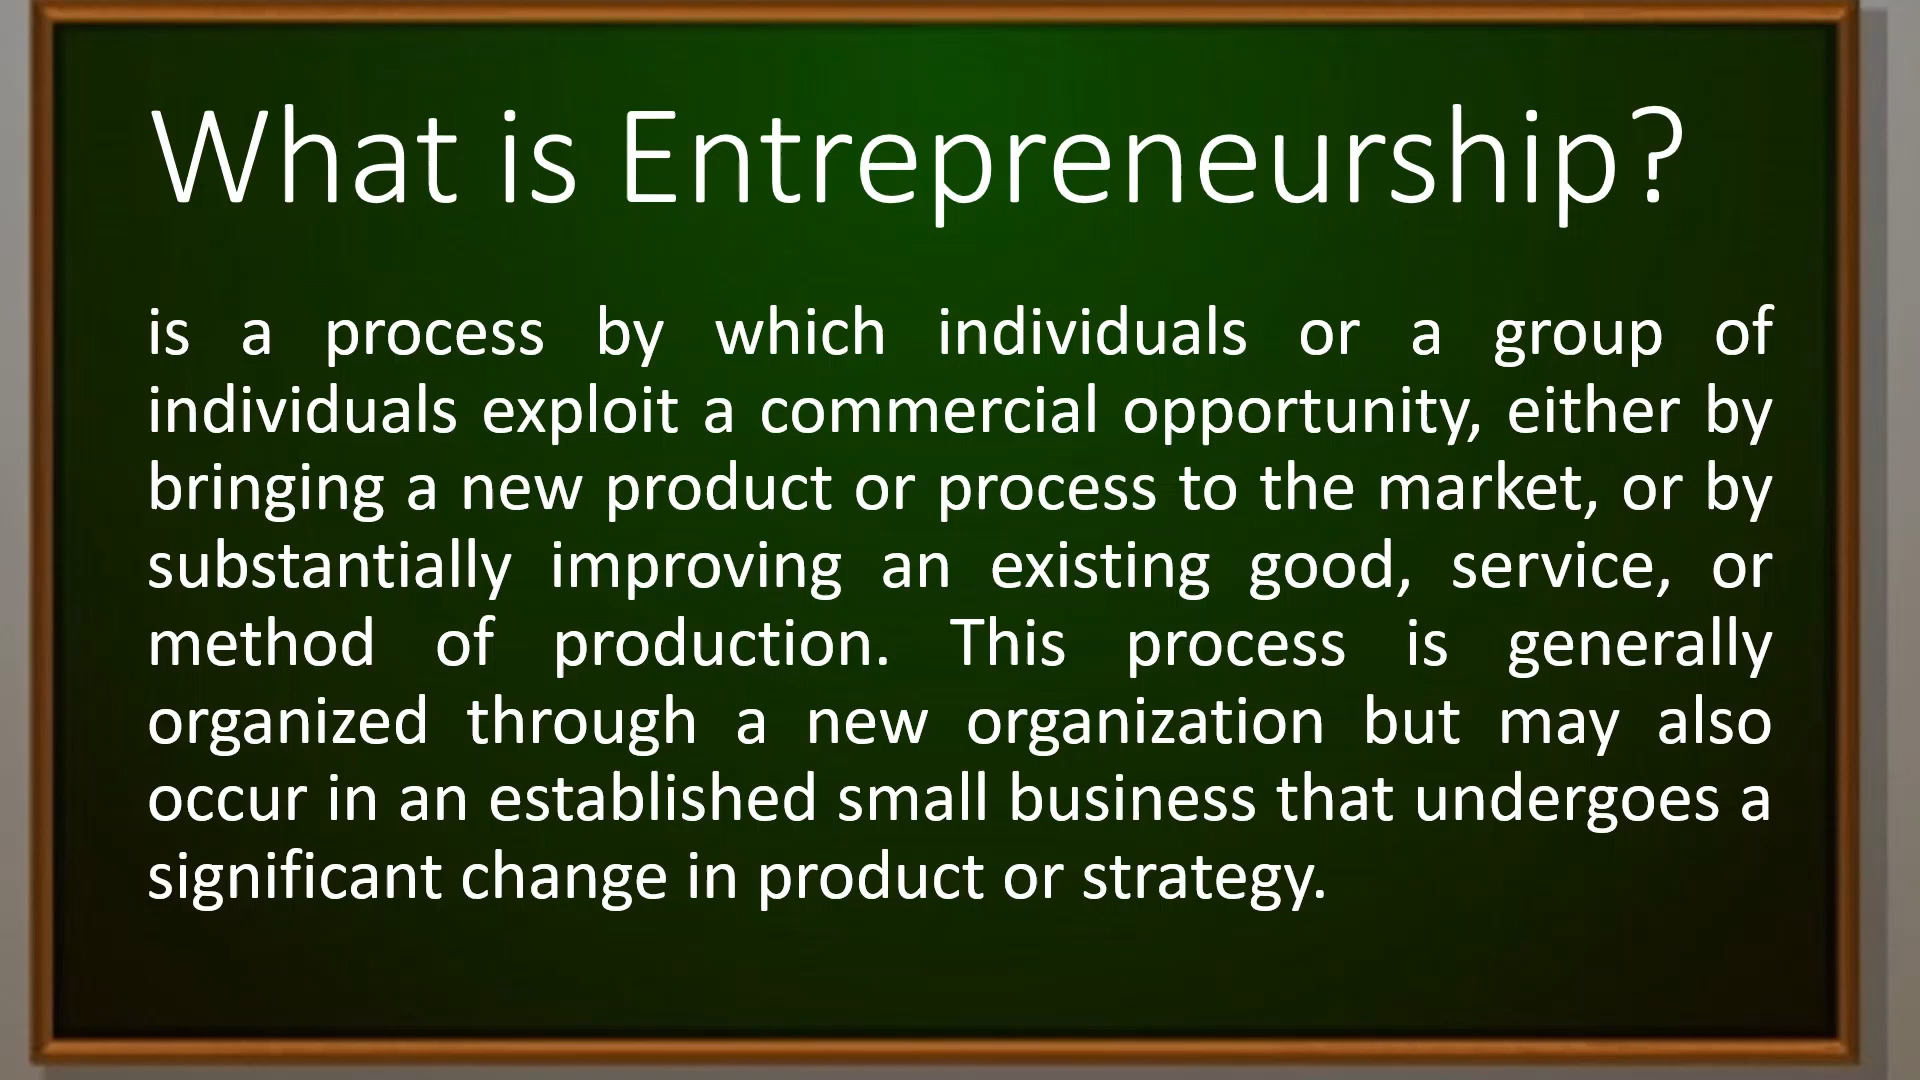 What is Entrepreneurship?
is a process by which individuals or a group of
individuals exploit a commercial opportunity, either by
bringing a new product or process to the market, or by
substantially improving an existing good, service, or
method of production. This process is generally
organized through a new organization but may also
occur in an established small business that undergoes a
significant change in product or strategy.